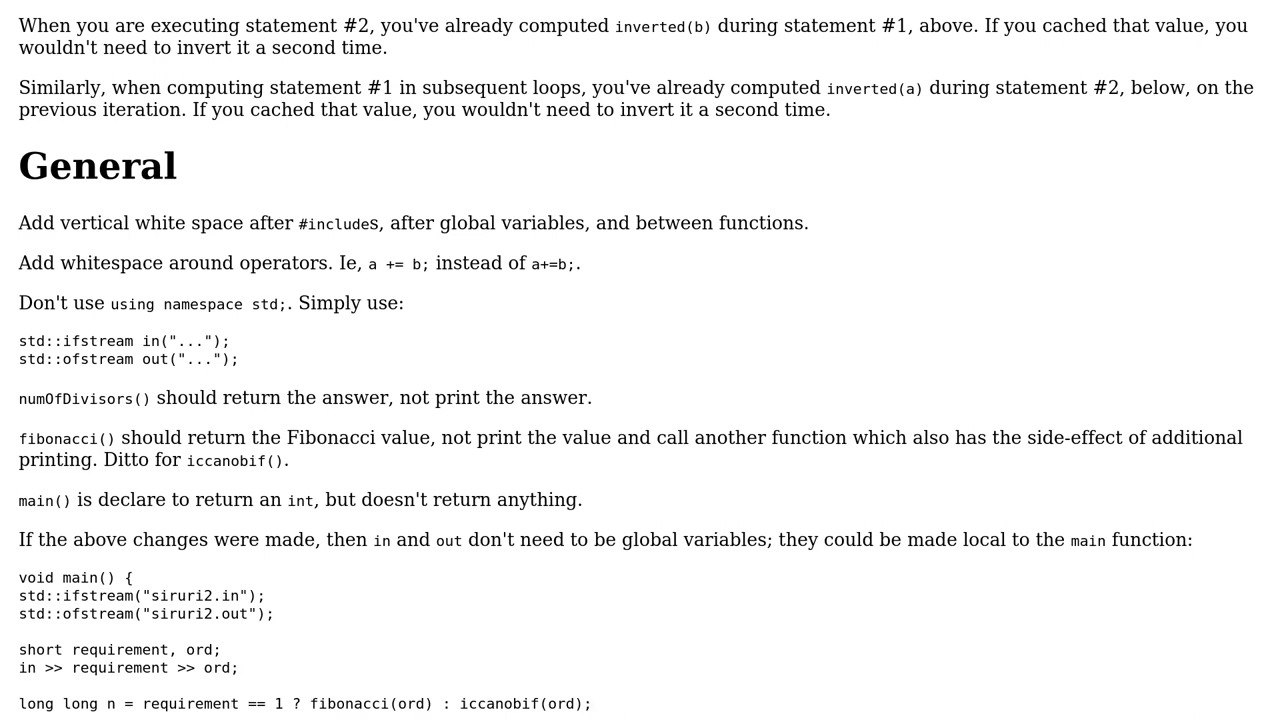 When you are executing statement #2, you've already computed inverted(b) during statement #1, above. If you cached that value, you
wouldn't need to invert it a second time.
Similarly, when computing statement #1 in subsequent loops, you've already computed inverted(a) during statement #2, below, on the
previous iteration. If you cached that value, you wouldn't need to invert it a second time.
General
Add vertical white space after #includes, after global variables, and between functions.
Add whitespace around operators. Ie, a += b; instead of a+=b;.
Don't use using namespace std;. Simply use:
std::ifstream in("...");
std::ofstream out("...");
numOfDivisors() should return the answer, not print the answer.
fibonacci() should return the Fibonacci value, not print the value and call another function which also has the side-effect of additional
printing. Ditto for iccanobif().
main() is declare to return an int, but doesn't return anything.
If the above changes were made, then in and out don't need to be global variables; they could be made local to the main function:
void main() {
std::ifstream("siruri2.in");
std::ofstream("siruri2.out");
short requirement, ord;
in >> requirement >> ord;
long long n = requirement == 1 ? fibonacci(ord) : iccanobif(ord);